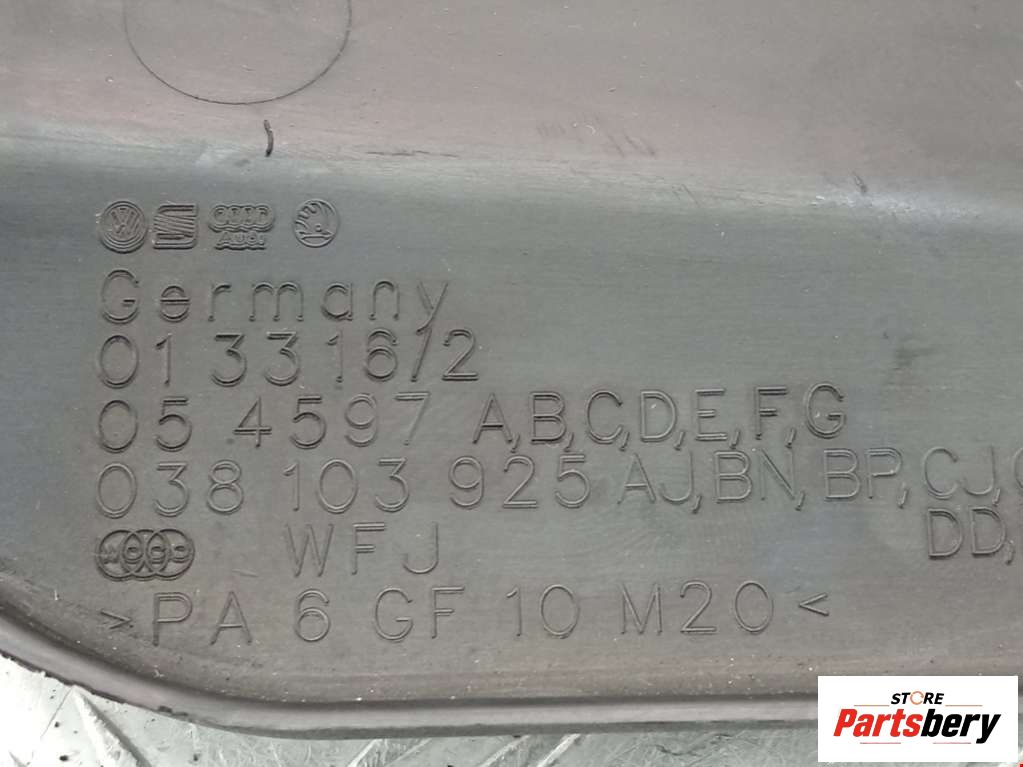 Audi
Germany
01 3316/2
05 4597 A,B,C,D,E,F,G
038 103 925 AJ,BN,BP,CJ,
DD,
WFJ
>PA 6 GF 10 M20<
STORE
Partsbery